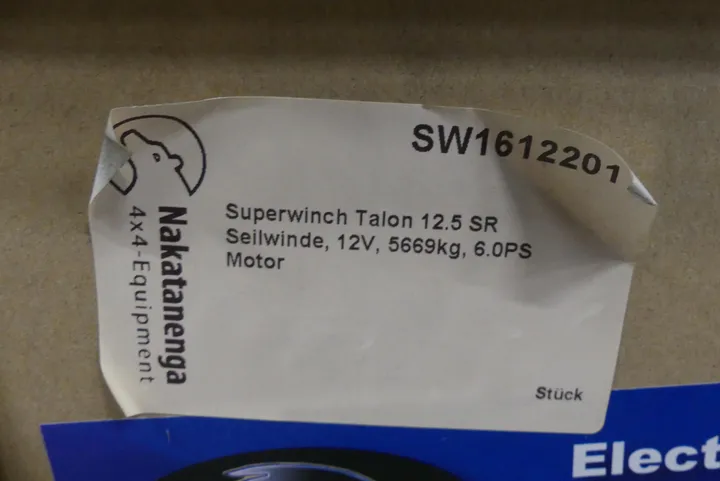 SW1612201
Superwinch Talon 12.5 SR
Seilwinde, 12V, 5669kg, 6.0PS
Motor
Nakatanenga
4x4-Equipment
Stück
Elect